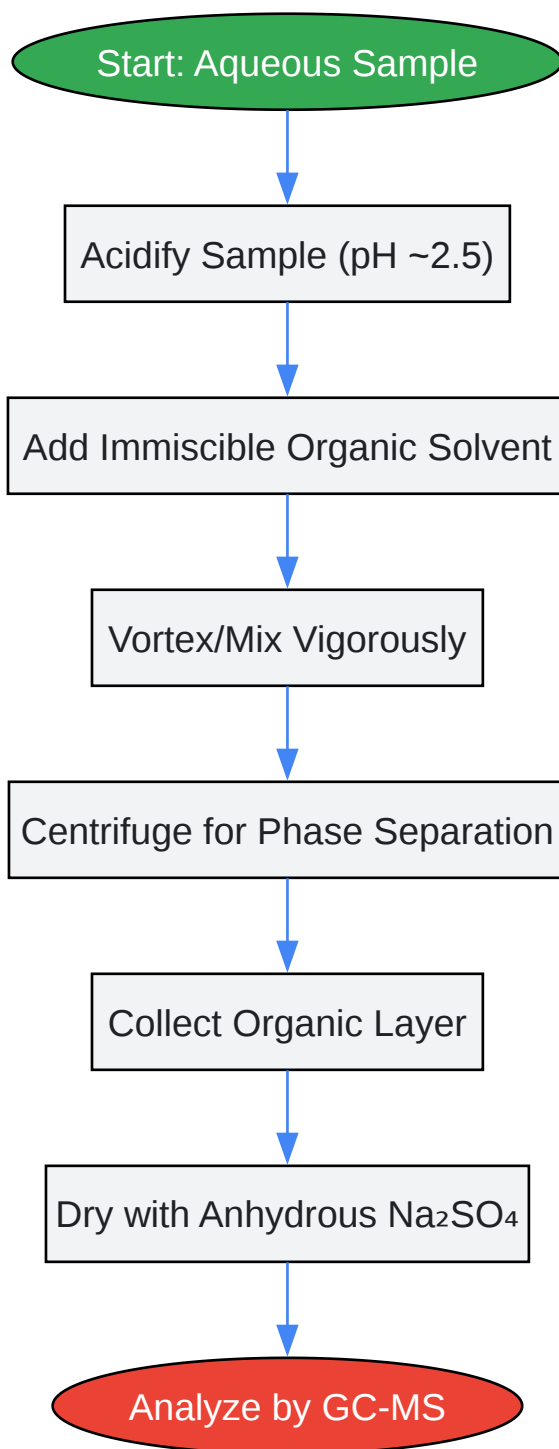 Start: Aqueous Sample
Acidify Sample (pH ~2.5)
Add Immiscible Organic Solvent
Vortex/Mix Vigorously
Centrifuge for Phase Separation
Collect Organic Layer
Dry with Anhydrous Na₂SO₄
Analyze by GC-MS